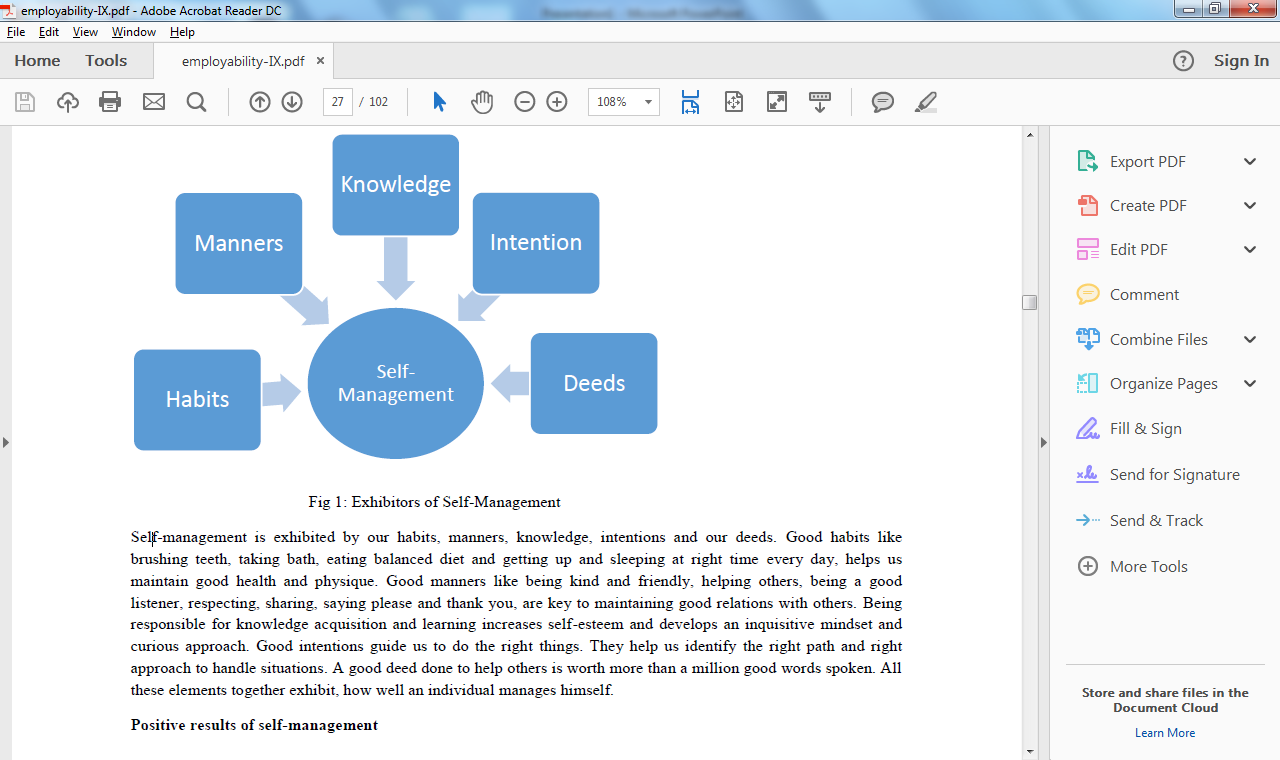 employability-IX.pdf - Adobe Acrobat Reader DC
Presentation1 - Microsoft PowerPoint
File Edit View Window Help
Home Tools employability-IX.pdf × Sign In
27 / 102 108%
Knowledge
Manners
Intention
Self-
Management
Habits
Deeds
Fig 1: Exhibitors of Self-Management
Self-management is exhibited by our habits, manners, knowledge, intentions and our deeds. Good habits like
brushing teeth, taking bath, eating balanced diet and getting up and sleeping at right time every day, helps us
maintain good health and physique. Good manners like being kind and friendly, helping others, being a good
listener, respecting, sharing, saying please and thank you, are key to maintaining good relations with others. Being
responsible for knowledge acquisition and learning increases self-esteem and develops an inquisitive mindset and
curious approach. Good intentions guide us to do the right things. They help us identify the right path and right
approach to handle situations. A good deed done to help others is worth more than a million good words spoken. All
these elements together exhibit, how well an individual manages himself.
Positive results of self-management
Export PDF
Create PDF
Edit PDF
Comment
Combine Files
Organize Pages
Fill & Sign
Send for Signature
Send & Track
More Tools
Store and share files in the
Document Cloud
Learn More